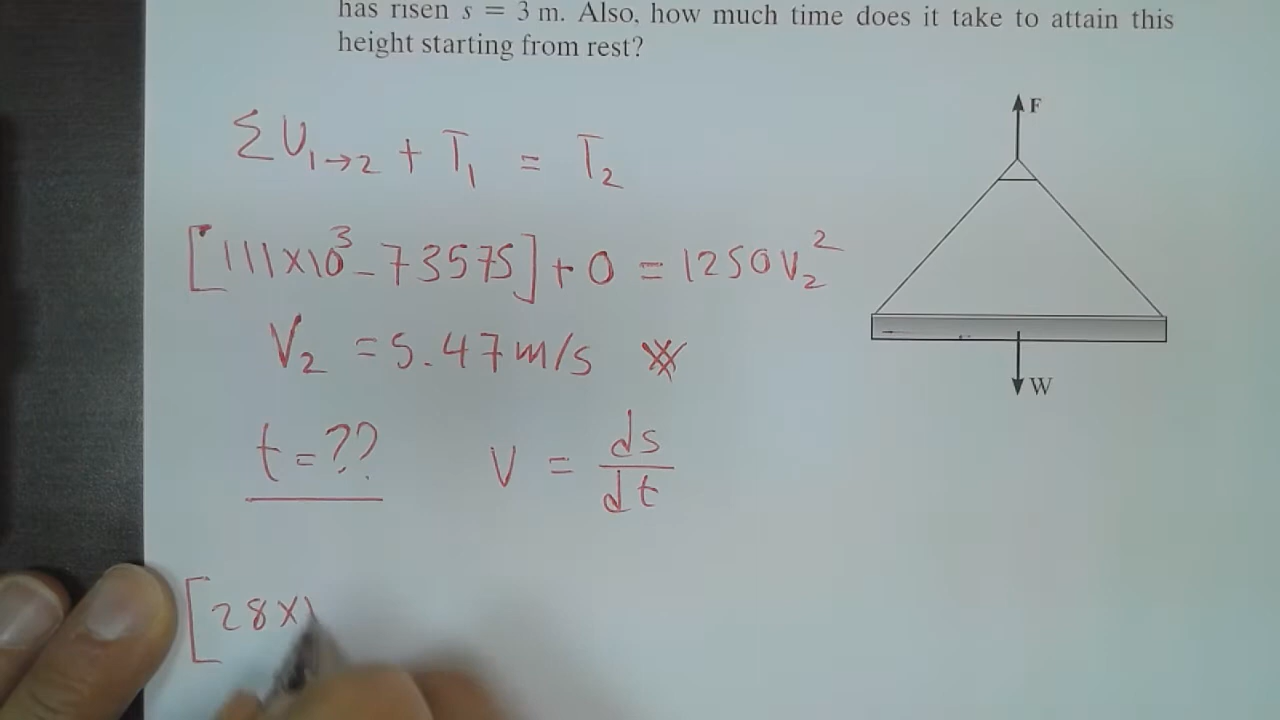 has risen s = 3 m. Also, how much time does it take to attain this
height starting from rest?
F
ΣU₁→₂ + T₁ = T₂
[111×10³ - 73575] + 0 = 1250V₂²
V₂ = 5.47 m/s
W
t = ??
V = ds/dt
[28×